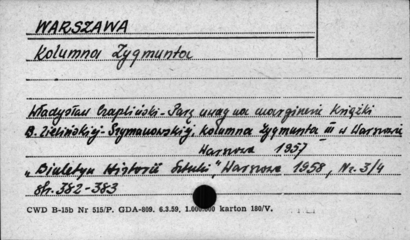 WARSZAWA
Kolumna Zygmunta
Władysław Czapliński - Parę uwag na marginesie książki
B. Zielińskiej-Szymanowskiej, Kolumna Zygmunta III w Warszawie
Warszawa 1957
„Biuletyn Historii Sztuki", Warszawa 1958, Nr. 3/4
Str. 382-383
CWD B-15b Nr 515/P. GDA-809. 6.3.59, 1.000.000 karton 180/V.